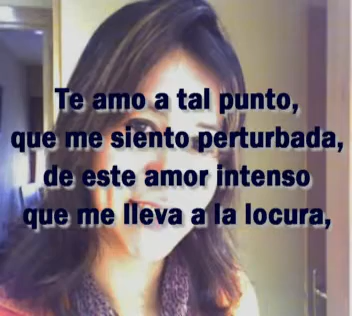 Te amo a tal punto,
que me siento perturbada,
de este amor intenso
que me lleva a la locura,